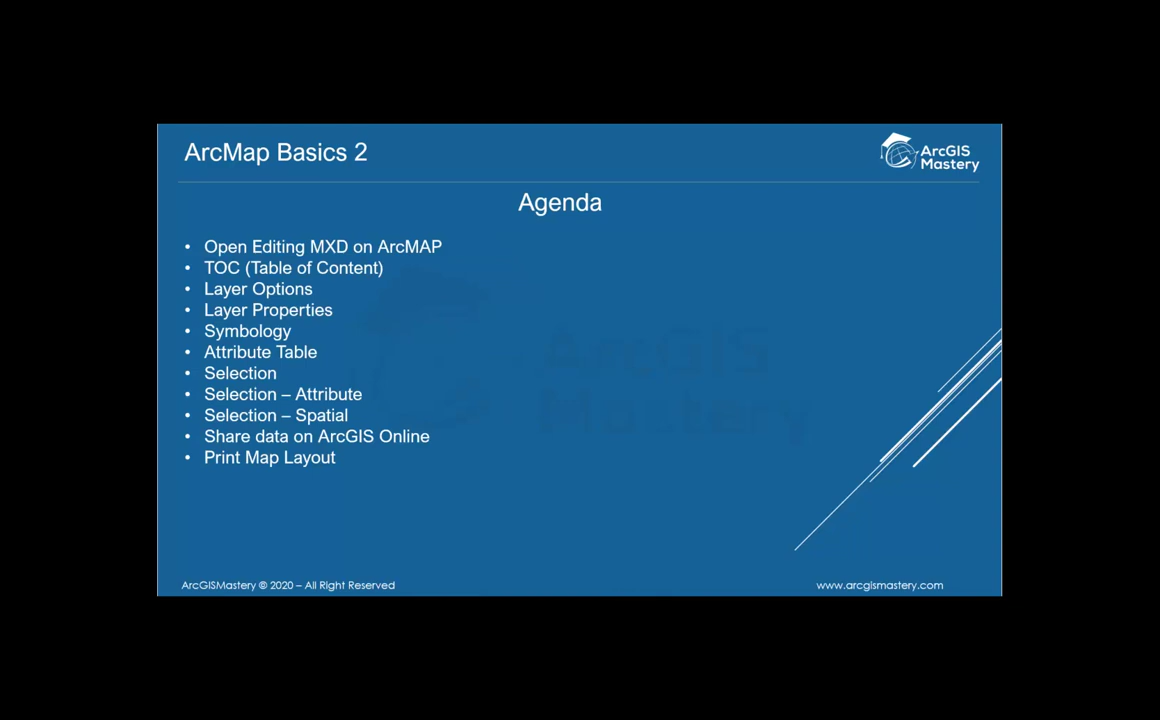 ArcMap Basics 2
ArcGIS
Mastery
Agenda
• Open Editing MXD on ArcMAP
• TOC (Table of Content)
• Layer Options
• Layer Properties
• Symbology
• Attribute Table
• Selection
• Selection – Attribute
• Selection – Spatial
• Share data on ArcGIS Online
• Print Map Layout
ArcGIS
Mastery
ArcGISMastery © 2020 – All Right Reserved
www.arcgismastery.com